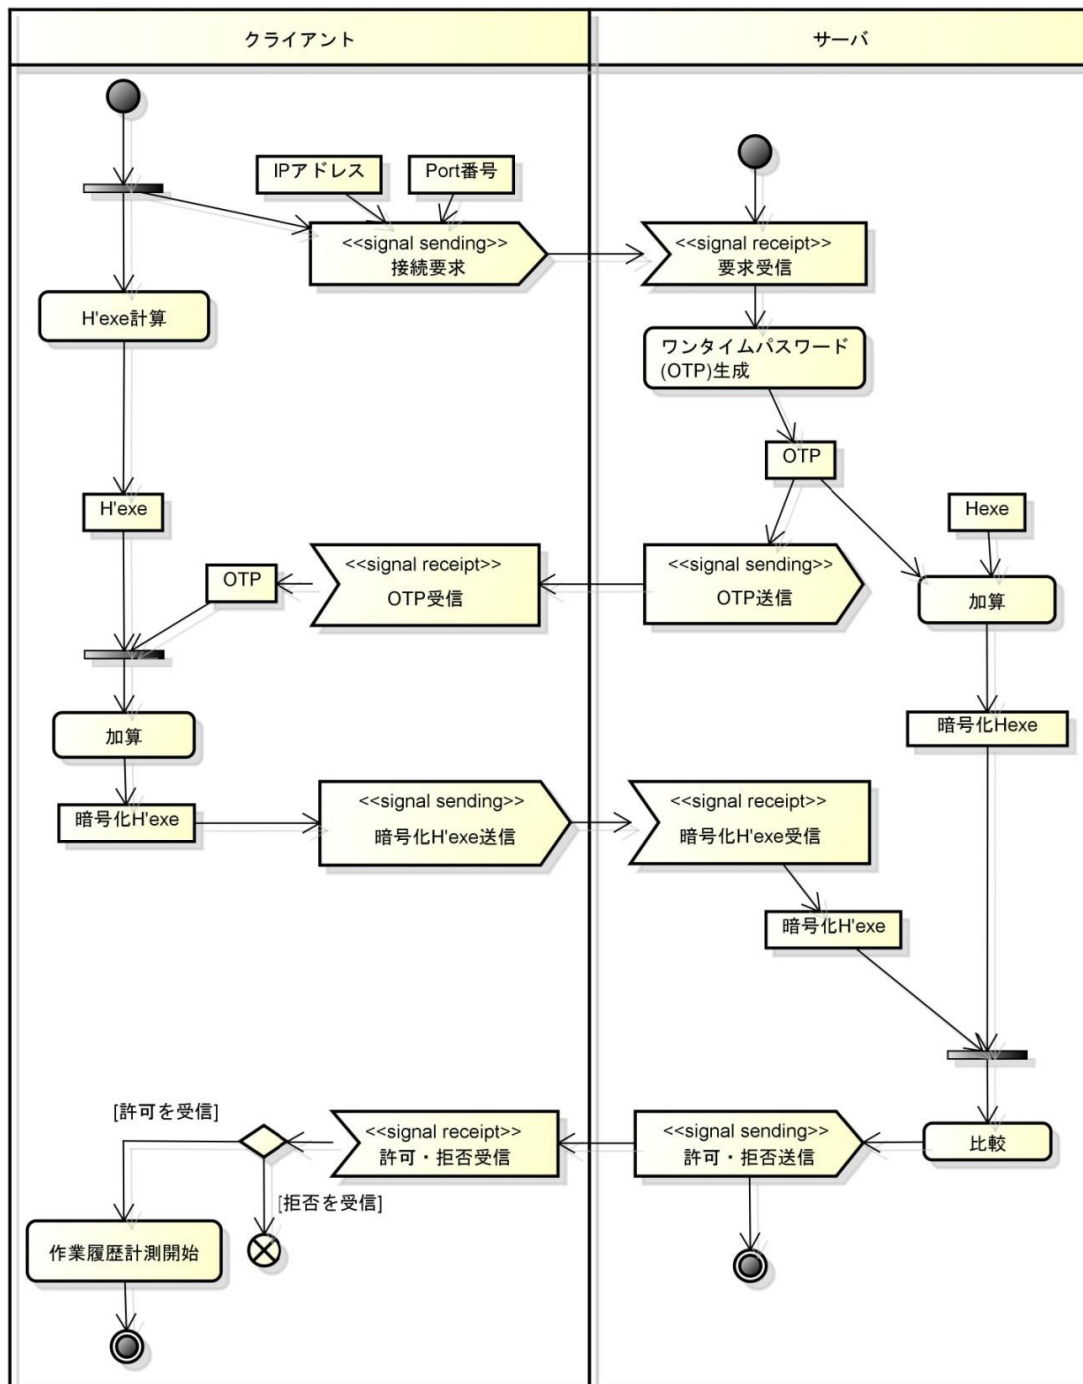 クライアント
サーバ
IPアドレス
Port番号
<<signal sending>>
接続要求
<<signal receipt>>
要求受信
H'exe計算
ワンタイムパスワード
(OTP)生成
OTP
H'exe
Hexe
OTP
<<signal receipt>>
OTP受信
<<signal sending>>
OTP送信
加算
加算
暗号化Hexe
暗号化H'exe
<<signal sending>>
暗号化H'exe送信
<<signal receipt>>
暗号化H'exe受信
暗号化H'exe
[許可を受信]
<<signal receipt>>
許可・拒否受信
<<signal sending>>
許可・拒否送信
比較
[拒否を受信]
作業履歴計測開始